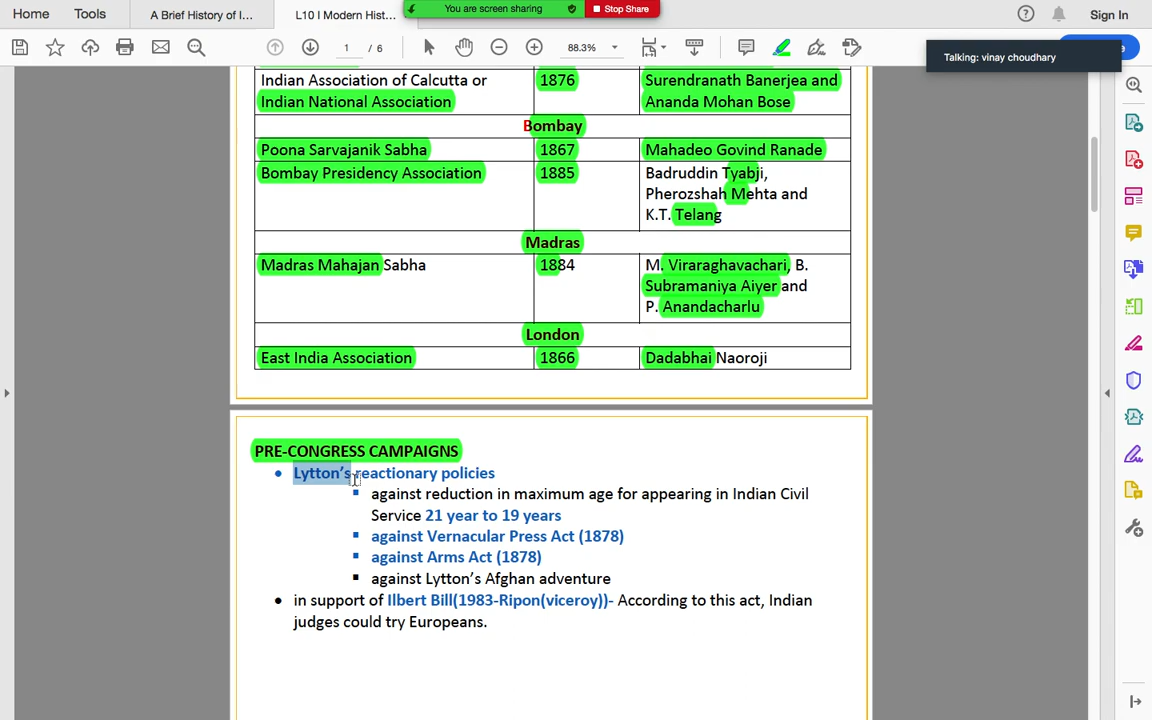 Home Tools A Brief History of I... L10 I Modern Hist... You are screen sharing Stop Share Sign In
1 / 6 88.3% Talking: vinay choudhary
Indian Association of Calcutta or 1876 Surendranath Banerjea and
Indian National Association Ananda Mohan Bose
Bombay
Poona Sarvajanik Sabha 1867 Mahadeo Govind Ranade
Bombay Presidency Association 1885 Badruddin Tyabji,
Pherozshah Mehta and
K.T. Telang
Madras
Madras Mahajan Sabha 1884 M. Viraraghavachari, B.
Subramaniya Aiyer and
P. Anandacharlu
London
East India Association 1866 Dadabhai Naoroji
PRE-CONGRESS CAMPAIGNS
• Lytton's reactionary policies
▪ against reduction in maximum age for appearing in Indian Civil
Service 21 year to 19 years
▪ against Vernacular Press Act (1878)
▪ against Arms Act (1878)
▪ against Lytton's Afghan adventure
• in support of Ilbert Bill(1983-Ripon(viceroy))- According to this act, Indian
judges could try Europeans.